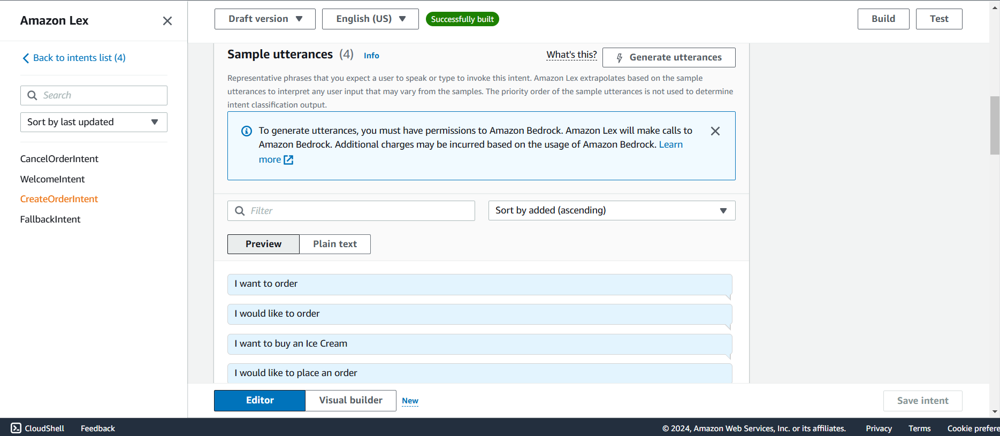 Amazon Lex
Back to intents list (4)
Search
Sort by last updated
CancelOrderIntent
WelcomeIntent
CreateOrderIntent
FallbackIntent
Draft version
English (US)
Successfully built
Build
Test
Sample utterances (4) Info
What's this?
Generate utterances
Representative phrases that you expect a user to speak or type to invoke this intent. Amazon Lex extrapolates based on the sample
utterances to interpret any user input that may vary from the samples. The priority order of the sample utterances is not used to determine
intent classification output.
To generate utterances, you must have permissions to Amazon Bedrock. Amazon Lex will make calls to
Amazon Bedrock. Additional charges may be incurred based on the usage of Amazon Bedrock. Learn
more
Filter
Sort by added (ascending)
Preview
Plain text
I want to order
I would like to order
I want to buy an Ice Cream
I would like to place an order
Editor
Visual builder
New
Save intent
CloudShell
Feedback
© 2024, Amazon Web Services, Inc. or its affiliates.
Privacy
Terms
Cookie prefere